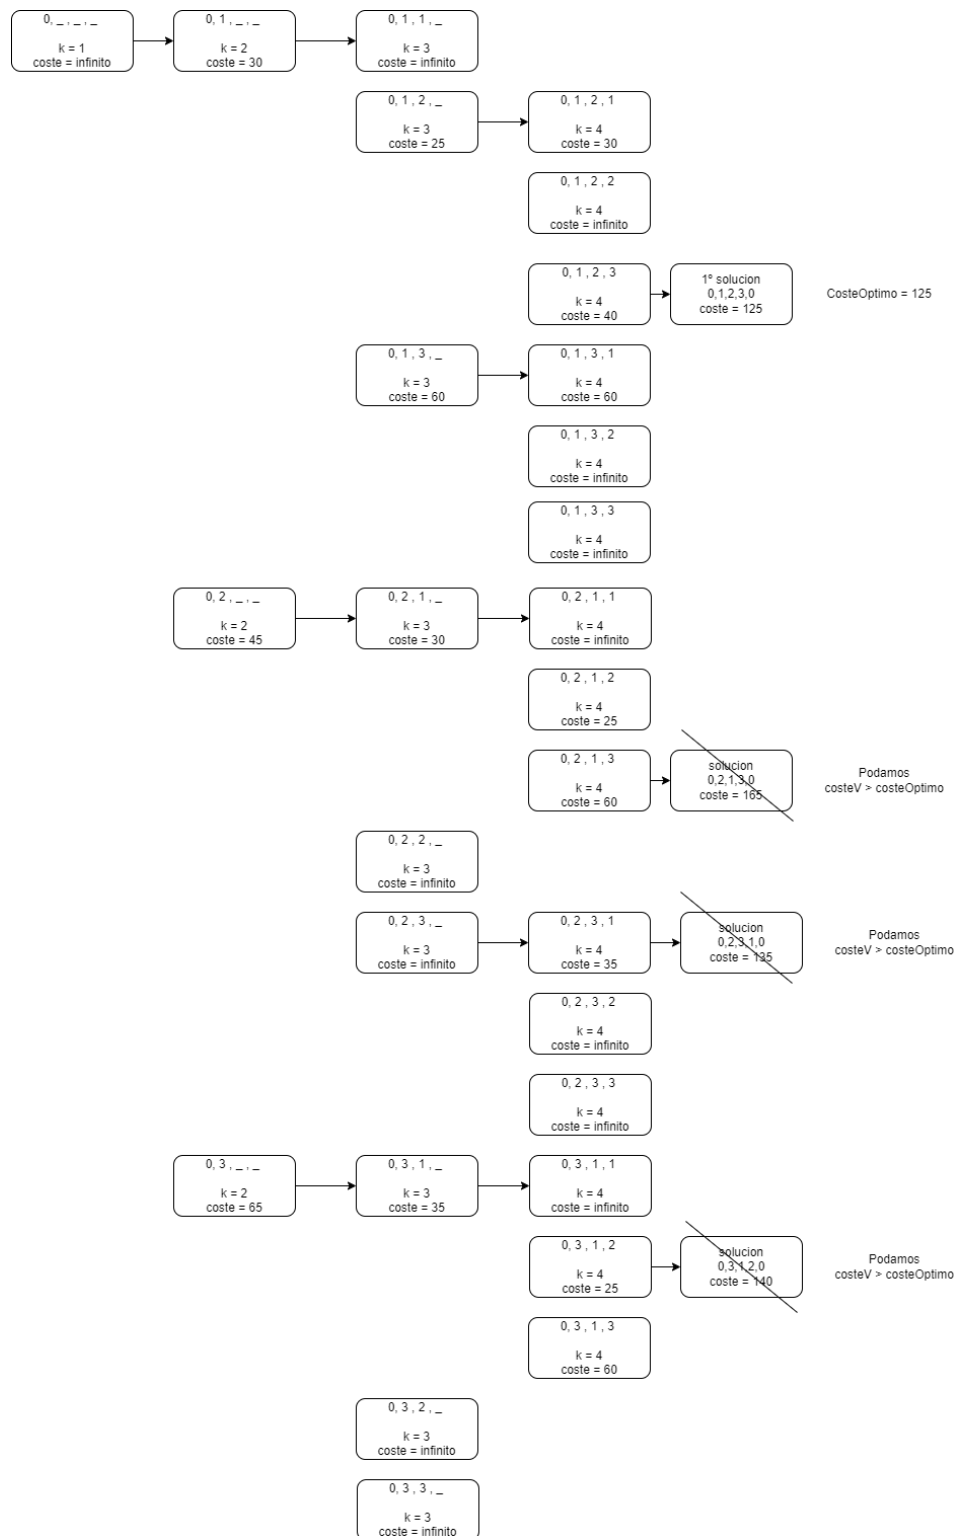 0, _ , _ , _
k = 1
coste = infinito
0, 1 , _ , _
k = 2
coste = 30
0, 1 , 1 , _
k = 3
coste = infinito
0, 1 , 2 , _
k = 3
coste = 25
0, 1 , 2 , 1
k = 4
coste = 30
0, 1 , 2 , 2
k = 4
coste = infinito
0, 1 , 2 , 3
k = 4
coste = 40
1º solucion
0,1,2,3,0
coste = 125
CosteOptimo = 125
0, 1 , 3 , _
k = 3
coste = 60
0, 1 , 3 , 1
k = 4
coste = 60
0, 1 , 3 , 2
k = 4
coste = infinito
0, 1 , 3 , 3
k = 4
coste = infinito
0, 2 , _ , _
k = 2
coste = 45
0, 2 , 1 , _
k = 3
coste = 30
0, 2 , 1 , 1
k = 4
coste = infinito
0, 2 , 1 , 2
k = 4
coste = 25
0, 2 , 1 , 3
k = 4
coste = 60
solucion
0,2,1,3,0
coste = 165
Podamos
costeV > costeOptimo
0, 2 , 2 , _
k = 3
coste = infinito
0, 2 , 3 , _
k = 3
coste = infinito
0, 2 , 3 , 1
k = 4
coste = 35
solucion
0,2,3,1,0
coste = 135
Podamos
costeV > costeOptimo
0, 2 , 3 , 2
k = 4
coste = infinito
0, 2 , 3 , 3
k = 4
coste = infinito
0, 3 , _ , _
k = 2
coste = 65
0, 3 , 1 , _
k = 3
coste = 35
0, 3 , 1 , 1
k = 4
coste = infinito
0, 3 , 1 , 2
k = 4
coste = 25
solucion
0,3,1,2,0
coste = 140
Podamos
costeV > costeOptimo
0, 3 , 1 , 3
k = 4
coste = 60
0, 3 , 2 , _
k = 3
coste = infinito
0, 3 , 3 , _
k = 3
coste = infinito